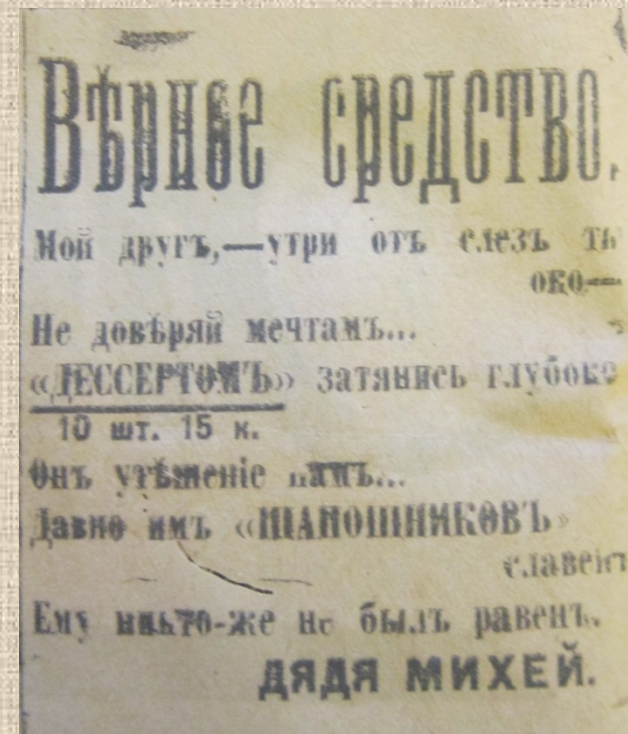 Вѣрное средство.
Мой другъ,—утри отъ слезъ ты
око—
Не довѣряй мечтамъ...
«ДЕССЕРТОМЪ» затянись глубоко
10 шт. 15 к.
Онъ утѣшеніе намъ...
Давно имъ «ШАПОШНИКОВЪ»
славенъ
Ему никто-же не былъ равенъ.
ДЯДЯ МИХЕЙ.